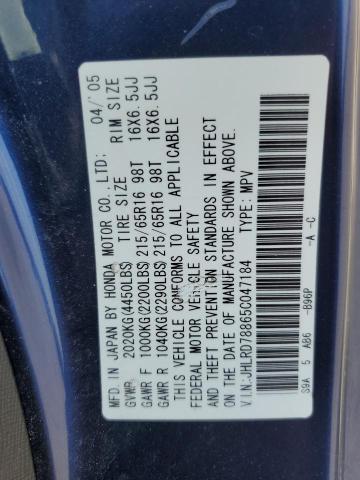 MFD. IN JAPAN BY HONDA MOTOR CO., LTD; 04/'05
GVWR 2020KG(4450LBS) TIRE SIZE RIM SIZE
GAWR F 1000KG(2200LBS) 215/65R16 98T 16X6.5JJ
GAWR R 1040KG(2290LBS) 215/65R16 98T 16X6.5JJ
THIS VEHICLE CONFORMS TO ALL APPLICABLE
FEDERAL MOTOR VEHICLE SAFETY
AND THEFT PREVENTION STANDARDS IN EFFECT
ON THE DATE OF MANUFACTURE SHOWN ABOVE.
V.I.N:JHLRD78865C047184 TYPE: MPV
S9A 5 A86 -B96P -A -C